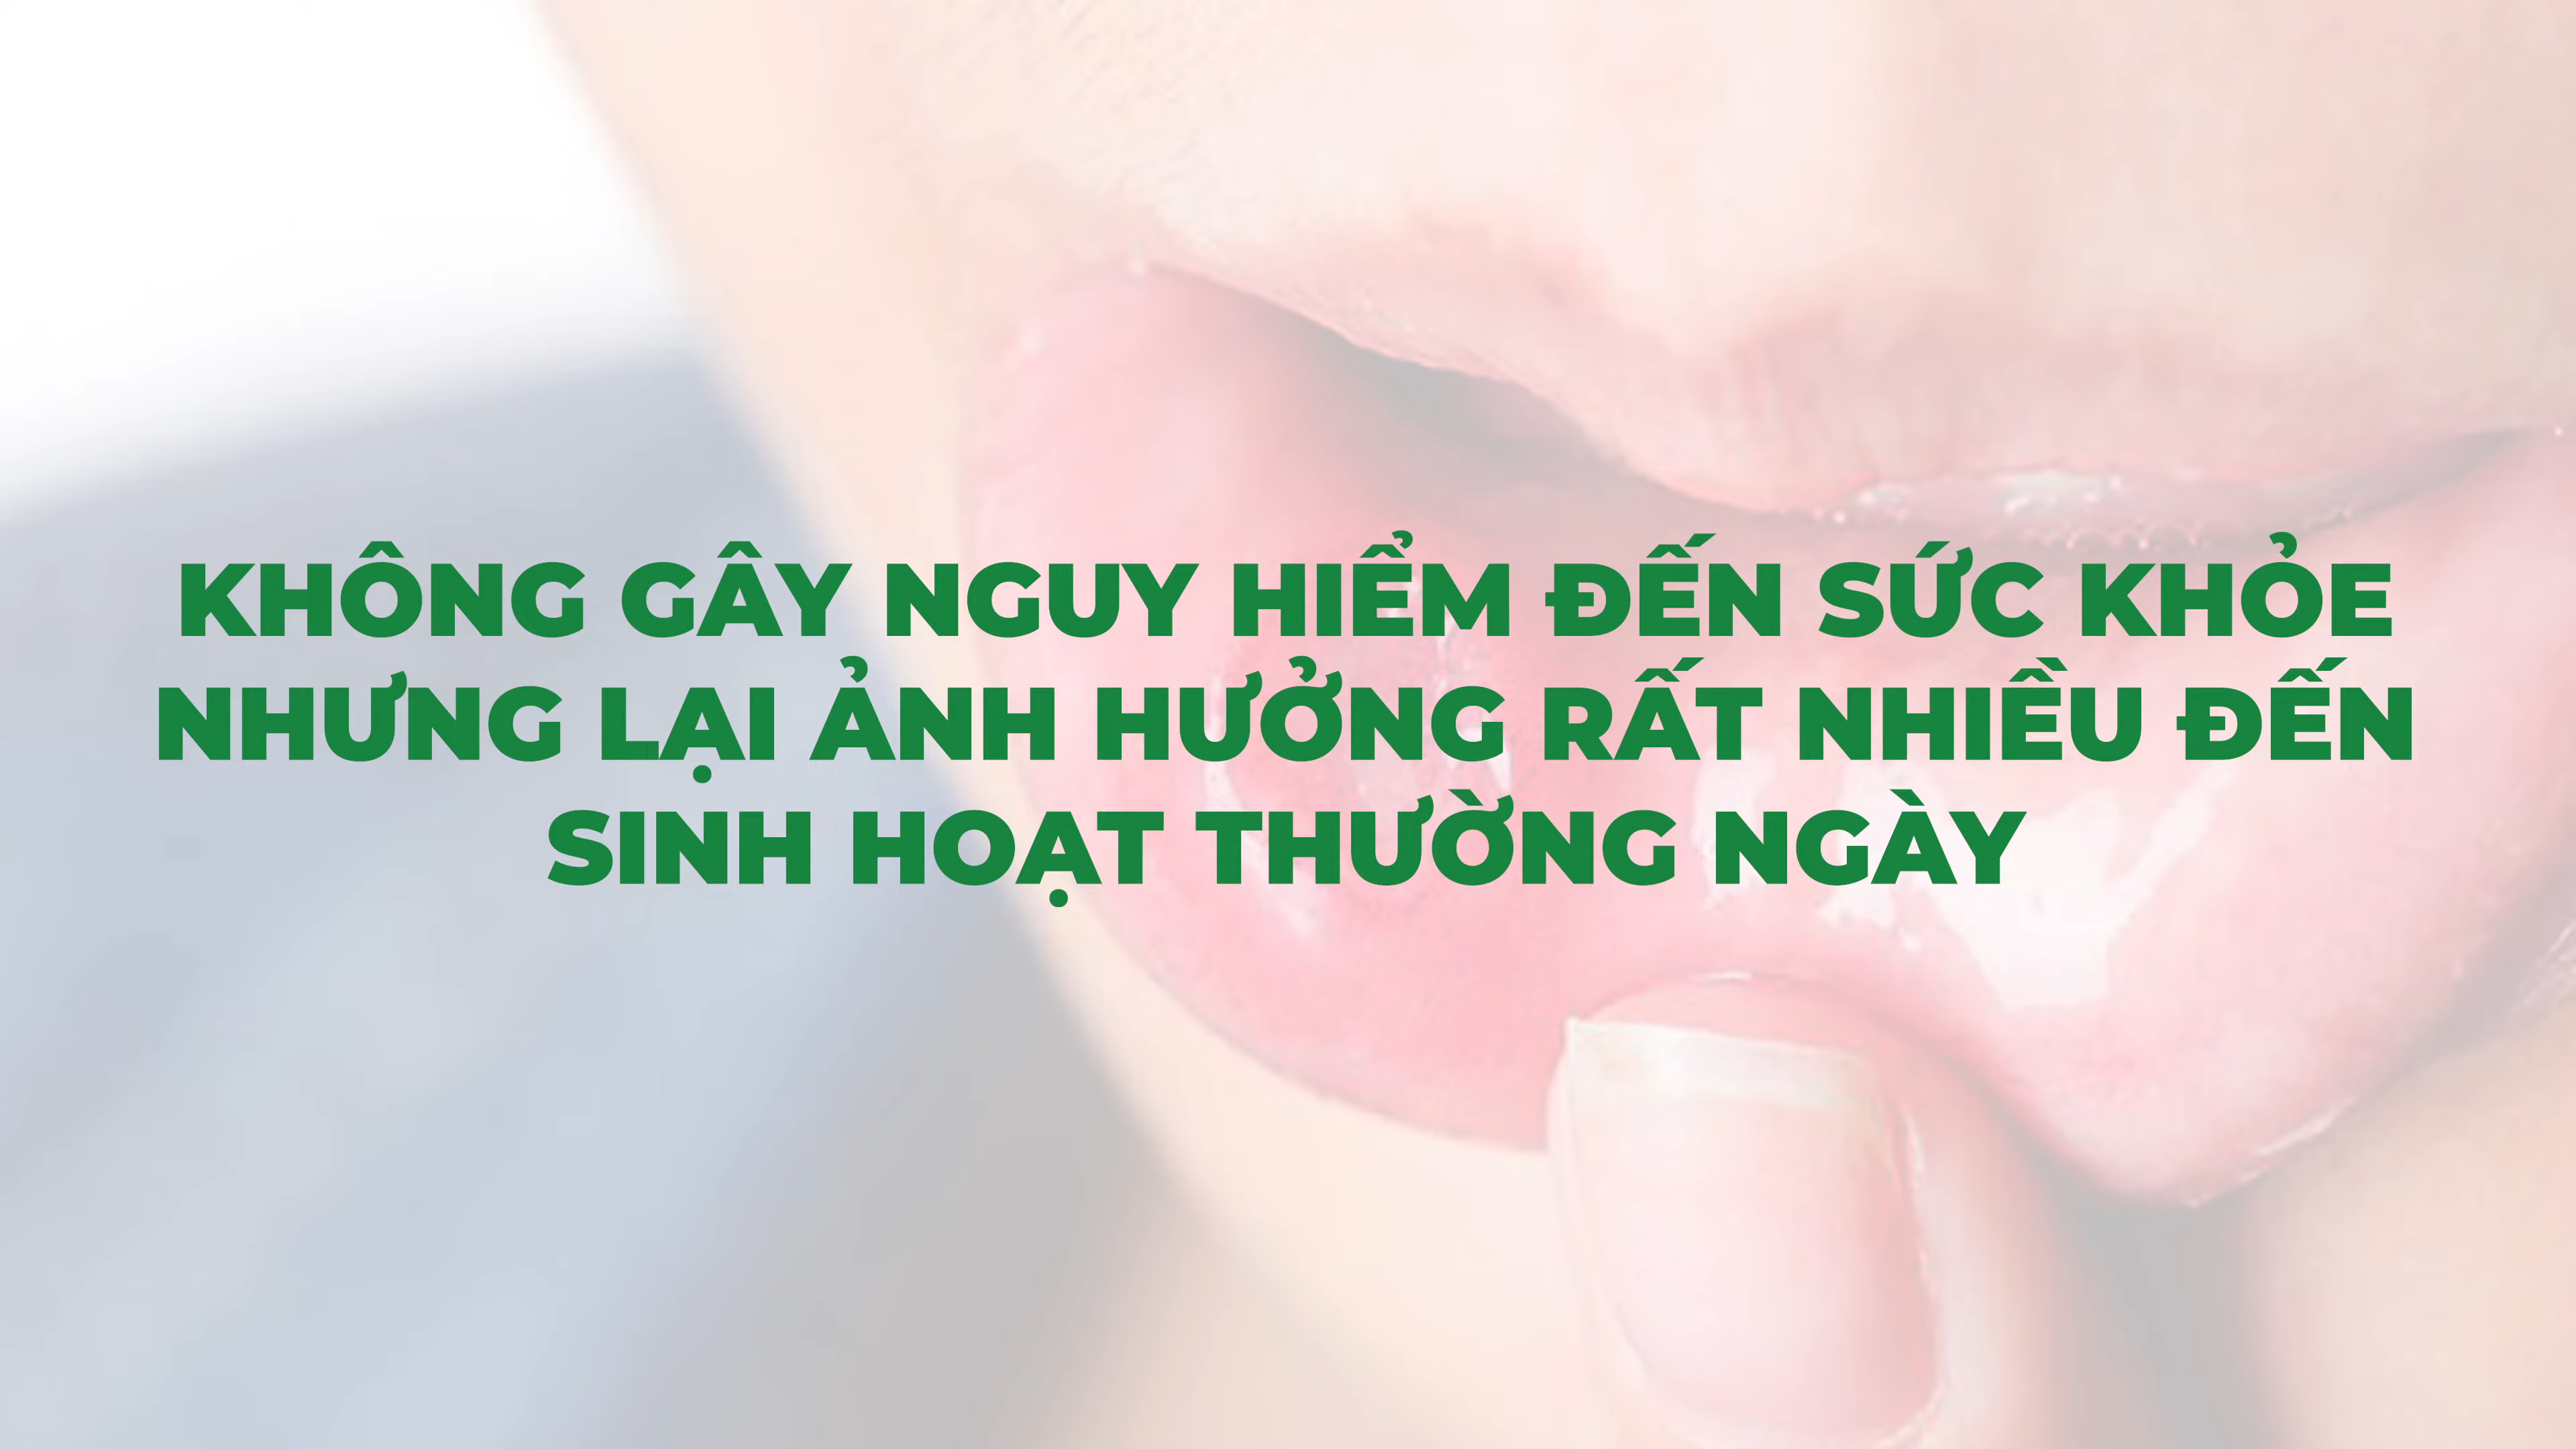 KHÔNG GÂY NGUY HIỂM ĐẾN SỨC KHỎE
NHƯNG LẠI ẢNH HƯỞNG RẤT NHIỀU ĐẾN
SINH HOẠT THƯỜNG NGÀY